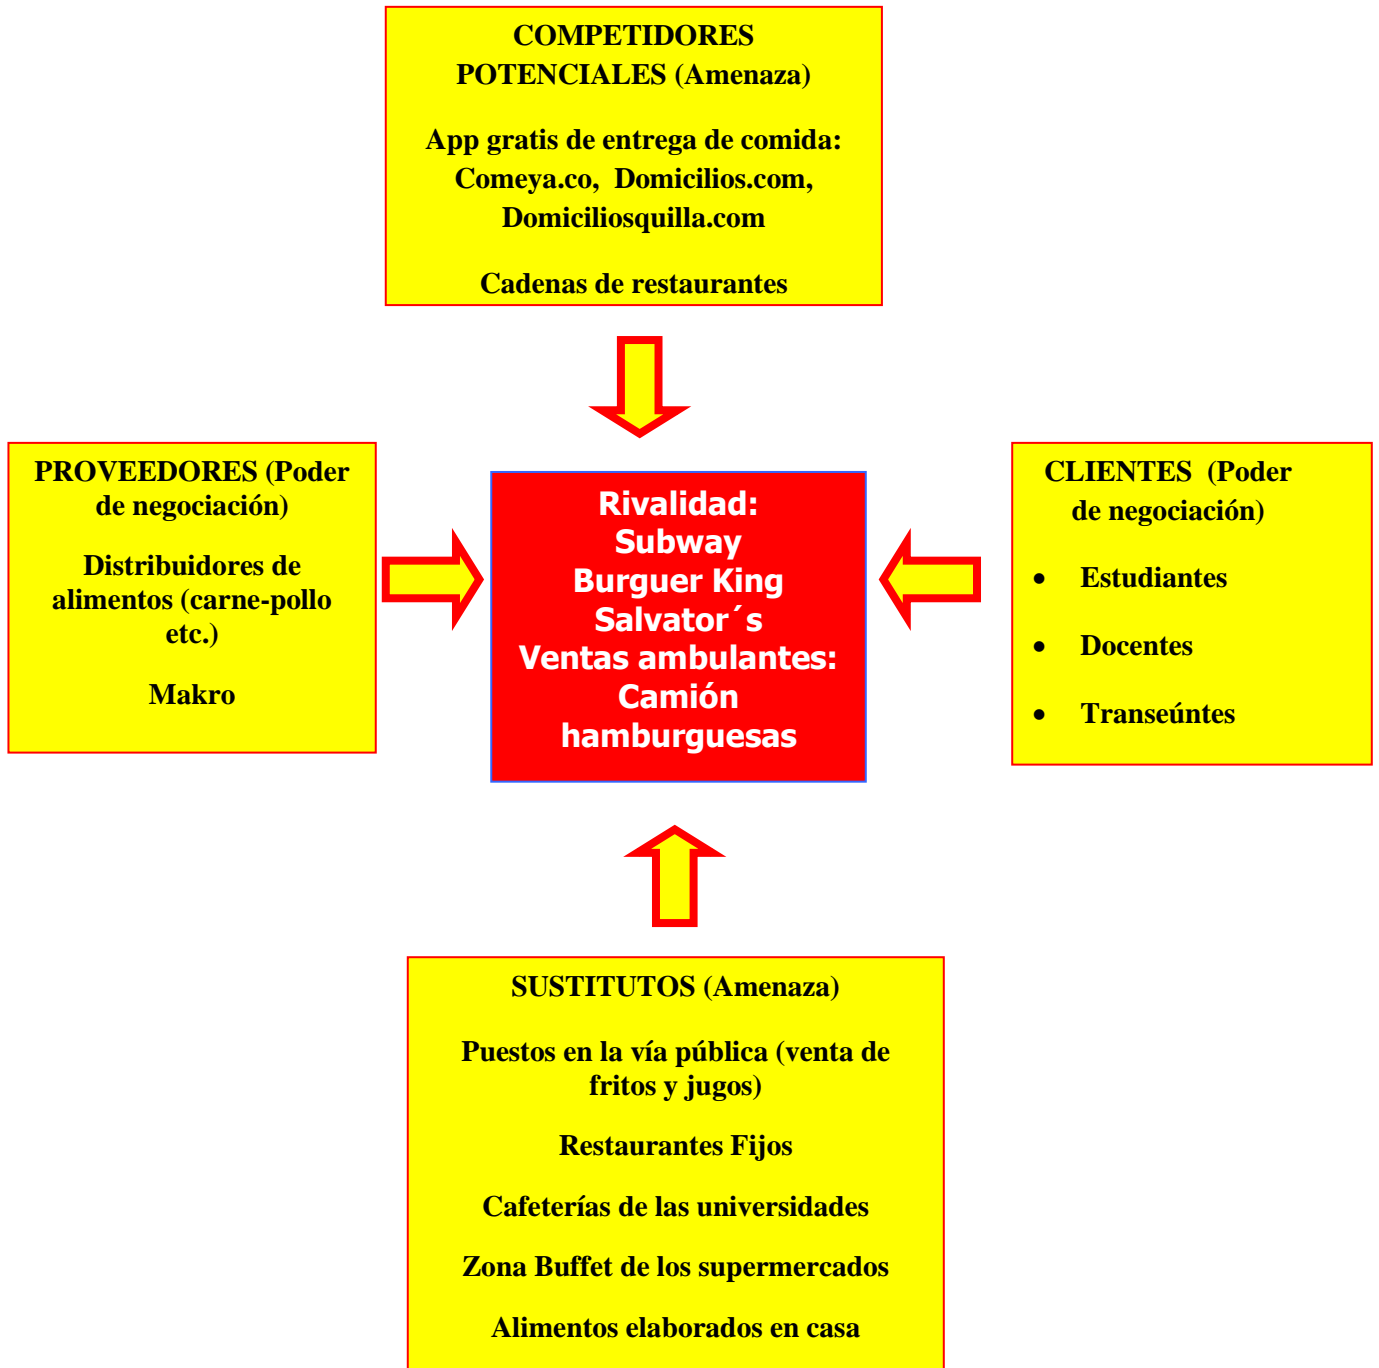 COMPETIDORES
POTENCIALES (Amenaza)
App gratis de entrega de comida:
Comeya.co, Domicilios.com,
Domiciliosquilla.com
Cadenas de restaurantes
PROVEEDORES (Poder
de negociación)
Distribuidores de
alimentos (carne-pollo
etc.)
Makro
Rivalidad:
Subway
Burguer King
Salvator´s
Ventas ambulantes:
Camión
hamburguesas
CLIENTES (Poder
de negociación)
• Estudiantes
• Docentes
• Transeúntes
SUSTITUTOS (Amenaza)
Puestos en la vía pública (venta de
fritos y jugos)
Restaurantes Fijos
Cafeterías de las universidades
Zona Buffet de los supermercados
Alimentos elaborados en casa